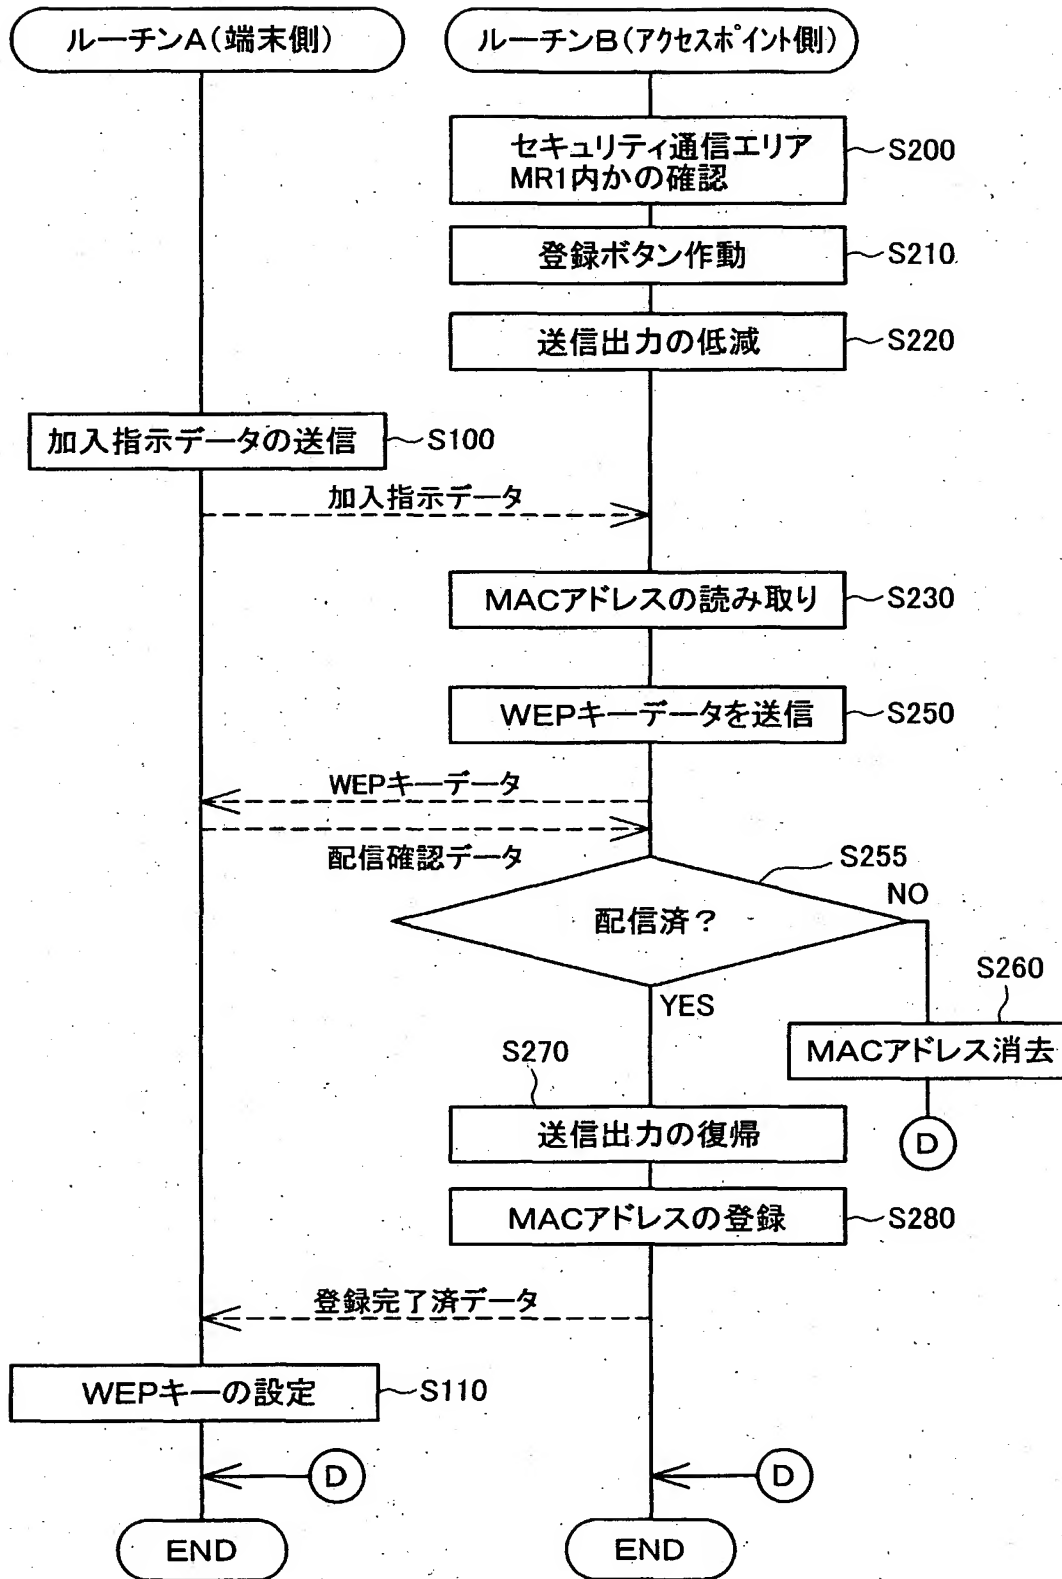 ルーチンA(端末側)
ルーチンB(アクセスポイント側)
セキュリティ通信エリア
MR1内かの確認
S200
登録ボタン作動
S210
送信出力の低減
S220
加入指示データの送信
S100
加入指示データ
MACアドレスの読み取り
S230
WEPキーデータを送信
S250
WEPキーデータ
配信確認データ
S255
配信済?
NO
YES
S260
MACアドレス消去
D
S270
送信出力の復帰
MACアドレスの登録
S280
登録完了済データ
WEPキーの設定
S110
D
D
END
END